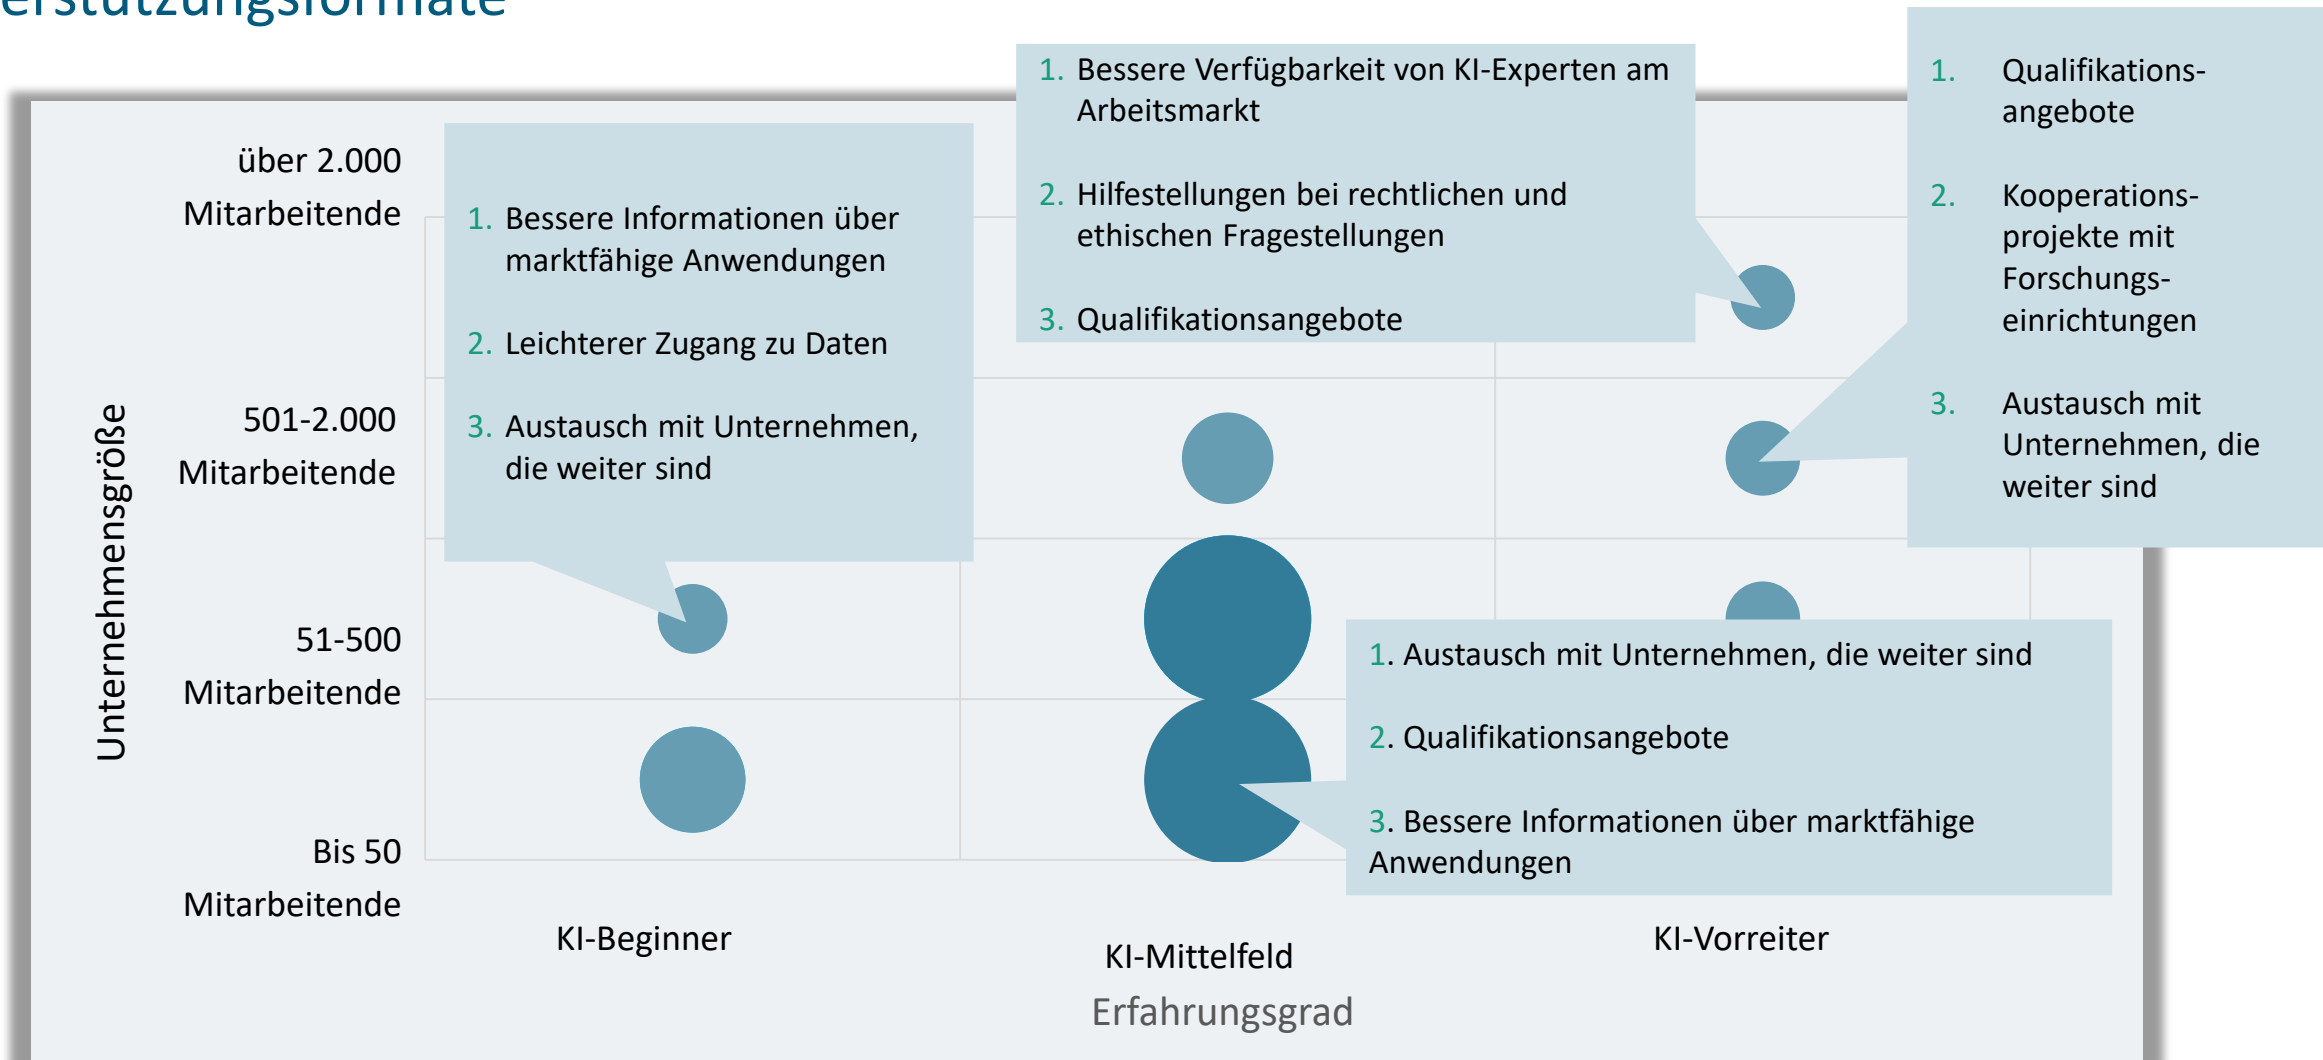 erstützungsformate
1. Bessere Verfügbarkeit von KI-Experten am
Arbeitsmarkt
2. Hilfestellungen bei rechtlichen und
ethischen Fragestellungen
3. Qualifikationsangebote
1. Qualifikations-
angebote
2. Kooperations-
projekte mit
Forschungs-
einrichtungen
3. Austausch mit
Unternehmen, die
weiter sind
1. Bessere Informationen über
marktfähige Anwendungen
2. Leichterer Zugang zu Daten
3. Austausch mit Unternehmen,
die weiter sind
1. Austausch mit Unternehmen, die weiter sind
2. Qualifikationsangebote
3. Bessere Informationen über marktfähige
Anwendungen
Unternehmensgröße
über 2.000
Mitarbeitende
501-2.000
Mitarbeitende
51-500
Mitarbeitende
Bis 50
Mitarbeitende
KI-Beginner
KI-Mittelfeld
KI-Vorreiter
Erfahrungsgrad